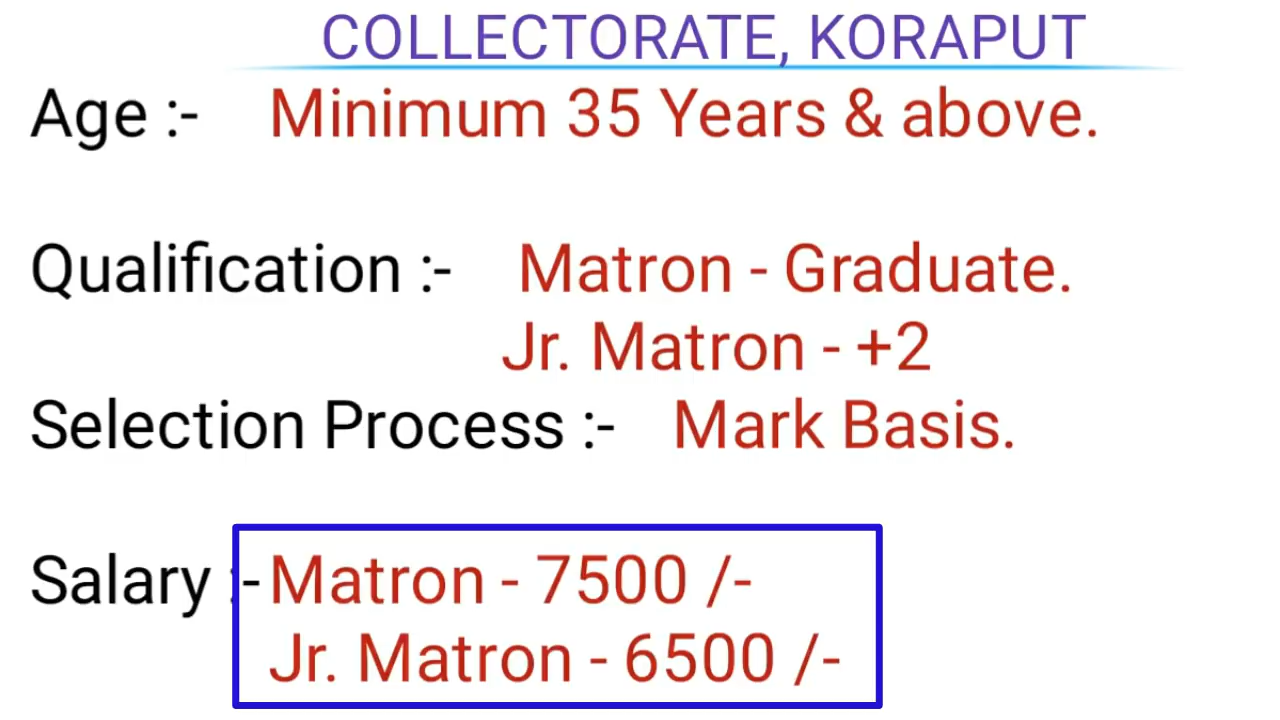 COLLECTORATE, KORAPUT
Age :- Minimum 35 Years & above.
Qualification :- Matron - Graduate.
Jr. Matron - +2
Selection Process :- Mark Basis.
Salary :- Matron - 7500 /-
Jr. Matron - 6500 /-